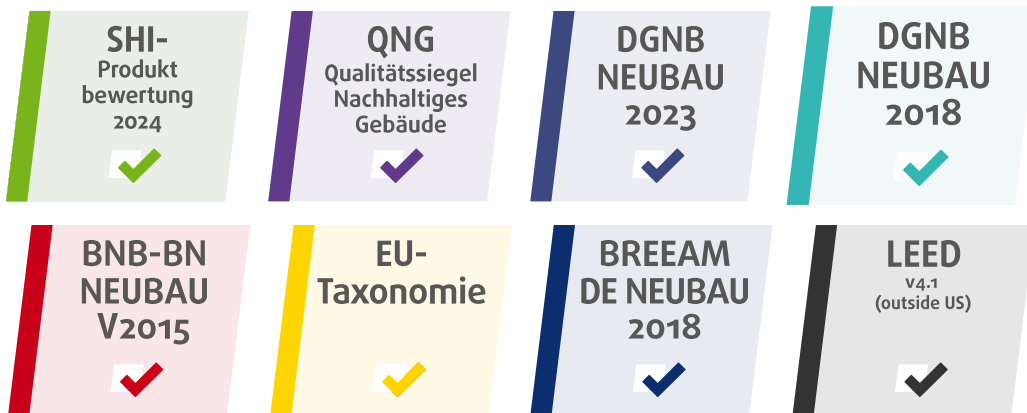 SHI-
Produkt
bewertung
2024
QNG
Qualitätssiegel
Nachhaltiges
Gebäude
DGNB
NEUBAU
2023
DGNB
NEUBAU
2018
BNB-BN
NEUBAU
V2015
EU-
Taxonomie
BREEAM
DE NEUBAU
2018
LEED
v4.1
(outside US)